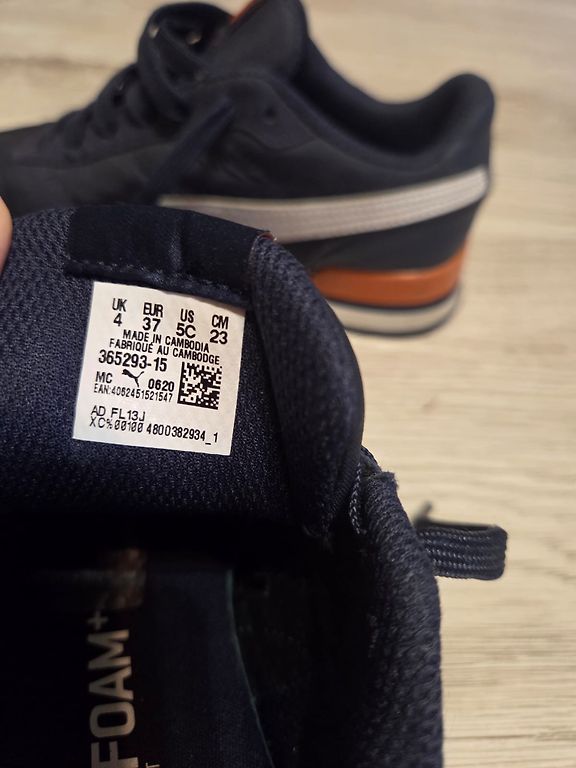 UK EUR US CM
4 37 5C 23
MADE IN CAMBODIA
FABRIQUÉ AU CAMBODGE
365293-15
MC 0620
EAN:4062451521547
AD FL13J
XC%00100 4800382934_1
FOAM+